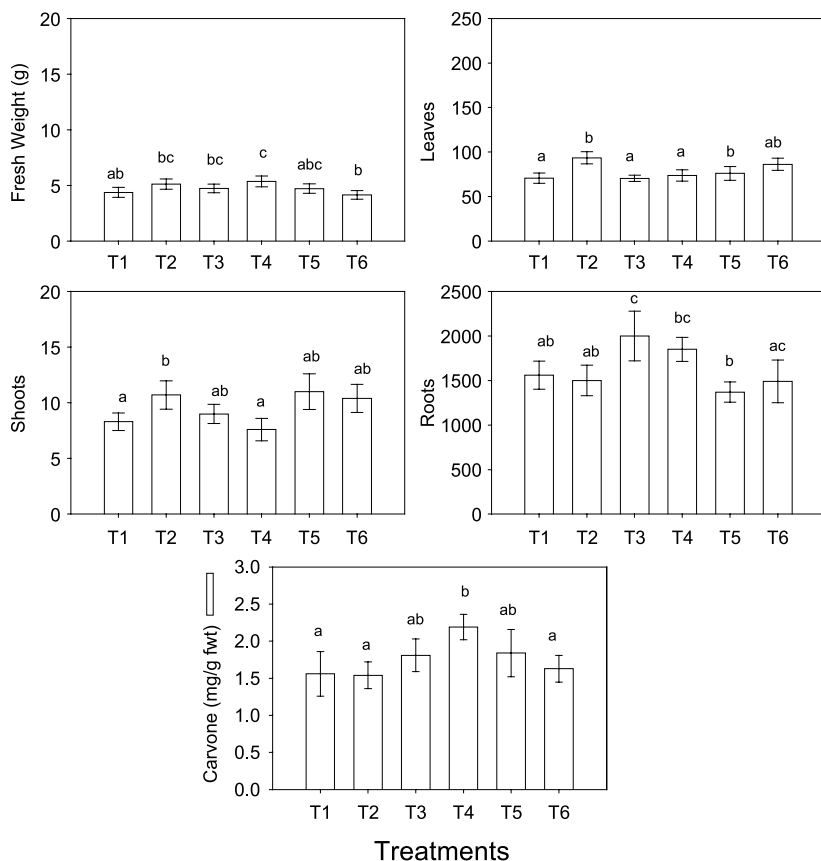 20
15
10
5
0
Fresh Weight (g)
ab
bc
bc
c
abc
b
T1 T2 T3 T4 T5 T6
250
200
150
100
50
0
Leaves
a
b
a
a
b
ab
T1 T2 T3 T4 T5 T6
20
15
10
5
0
Shoots
a
b
ab
a
ab
ab
T1 T2 T3 T4 T5 T6
2500
2000
1500
1000
500
0
Roots
ab
ab
c
bc
b
ac
T1 T2 T3 T4 T5 T6
3.0
2.5
2.0
1.5
1.0
0.5
0.0
Carvone (mg/g fwt)
a
a
ab
b
ab
a
T1 T2 T3 T4 T5 T6
Treatments